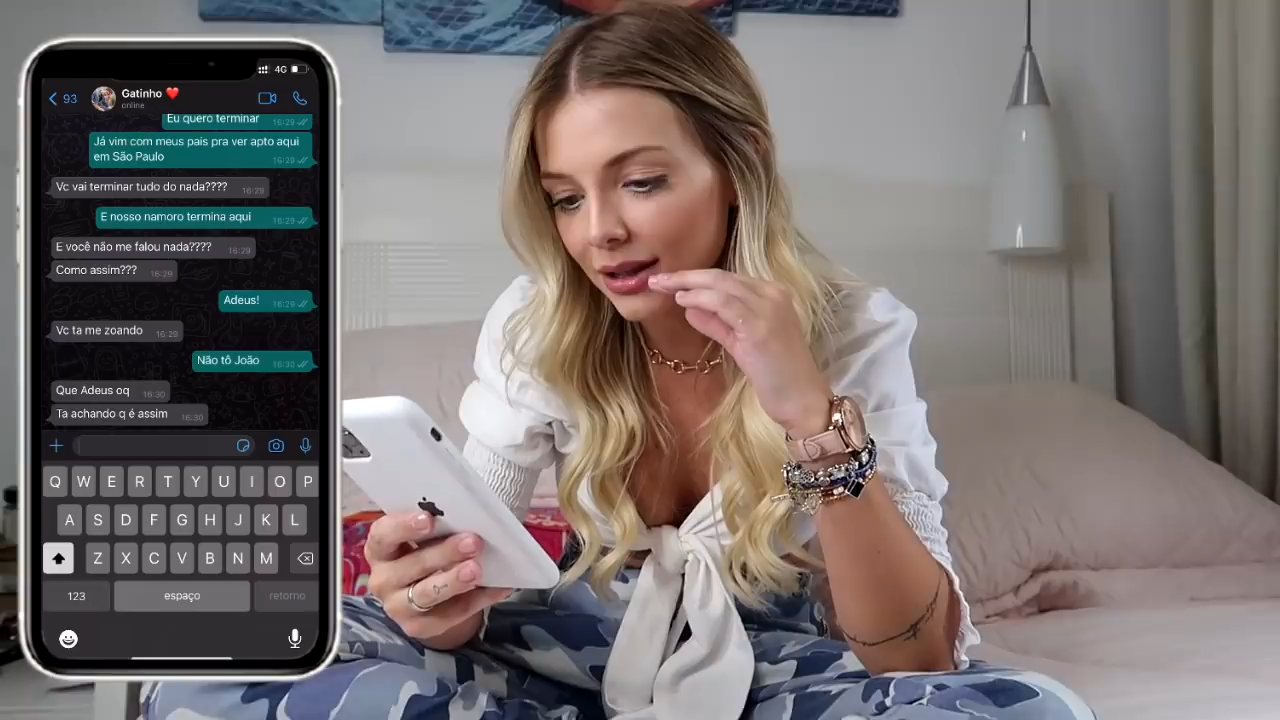 4G
93
Gatinho ❤️
online
Eu quero terminar 16:29
Já vim com meus pais pra ver apto aqui
em São Paulo 16:29
Vc vai terminar tudo do nada???? 16:29
E nosso namoro termina aqui 16:29
E você não me falou nada???? 16:29
Como assim??? 16:29
Adeus! 16:29
Vc ta me zoando 16:29
Não tô João 16:30
Que Adeus oq 16:30
Ta achando q é assim 16:30
Q W E R T Y U I O P
A S D F G H J K L
Z X C V B N M
123 espaço retorno